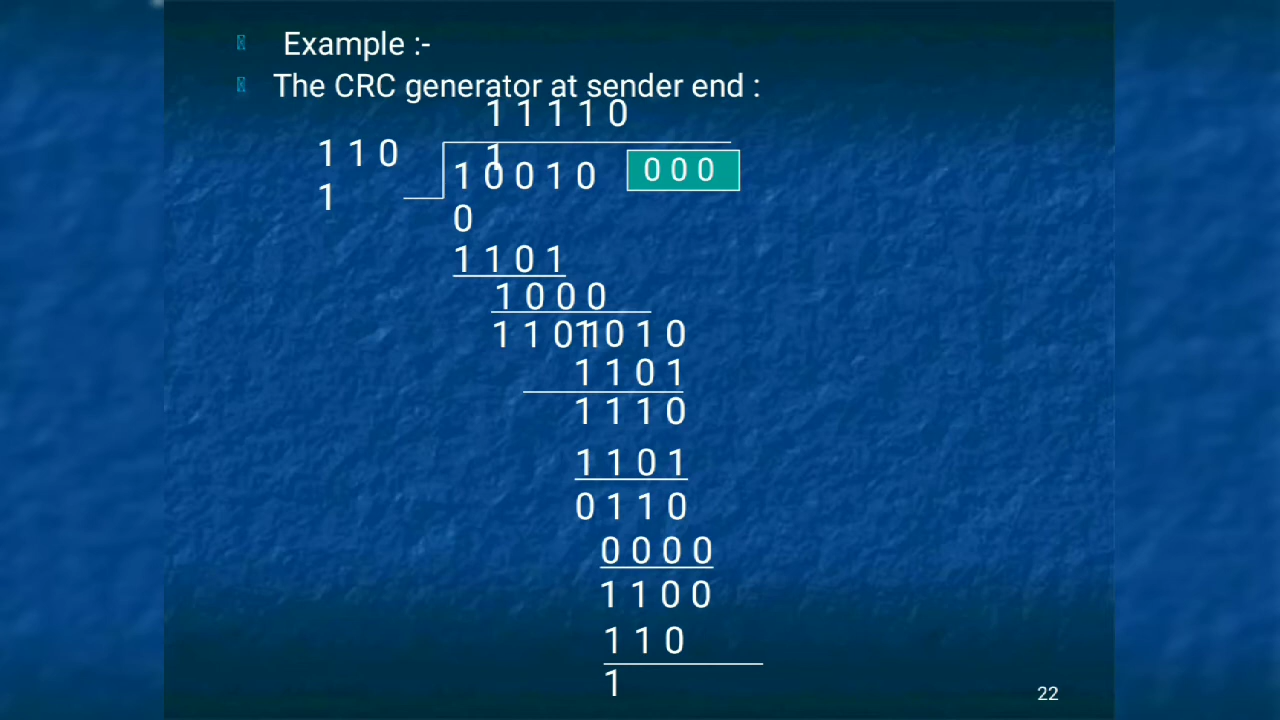 Example :-
The CRC generator at sender end :
1 1 1 1 0
1
1 1 0
1
1 0 0 1 0
0
0 0 0
1 1 0 1
1 0 0 0
1 1 0 1
1 0 1 0
1 1 0 1
1 1 1 0
1 1 0 1
0 1 1 0
0 0 0 0
1 1 0 0
1 1 0
1
22